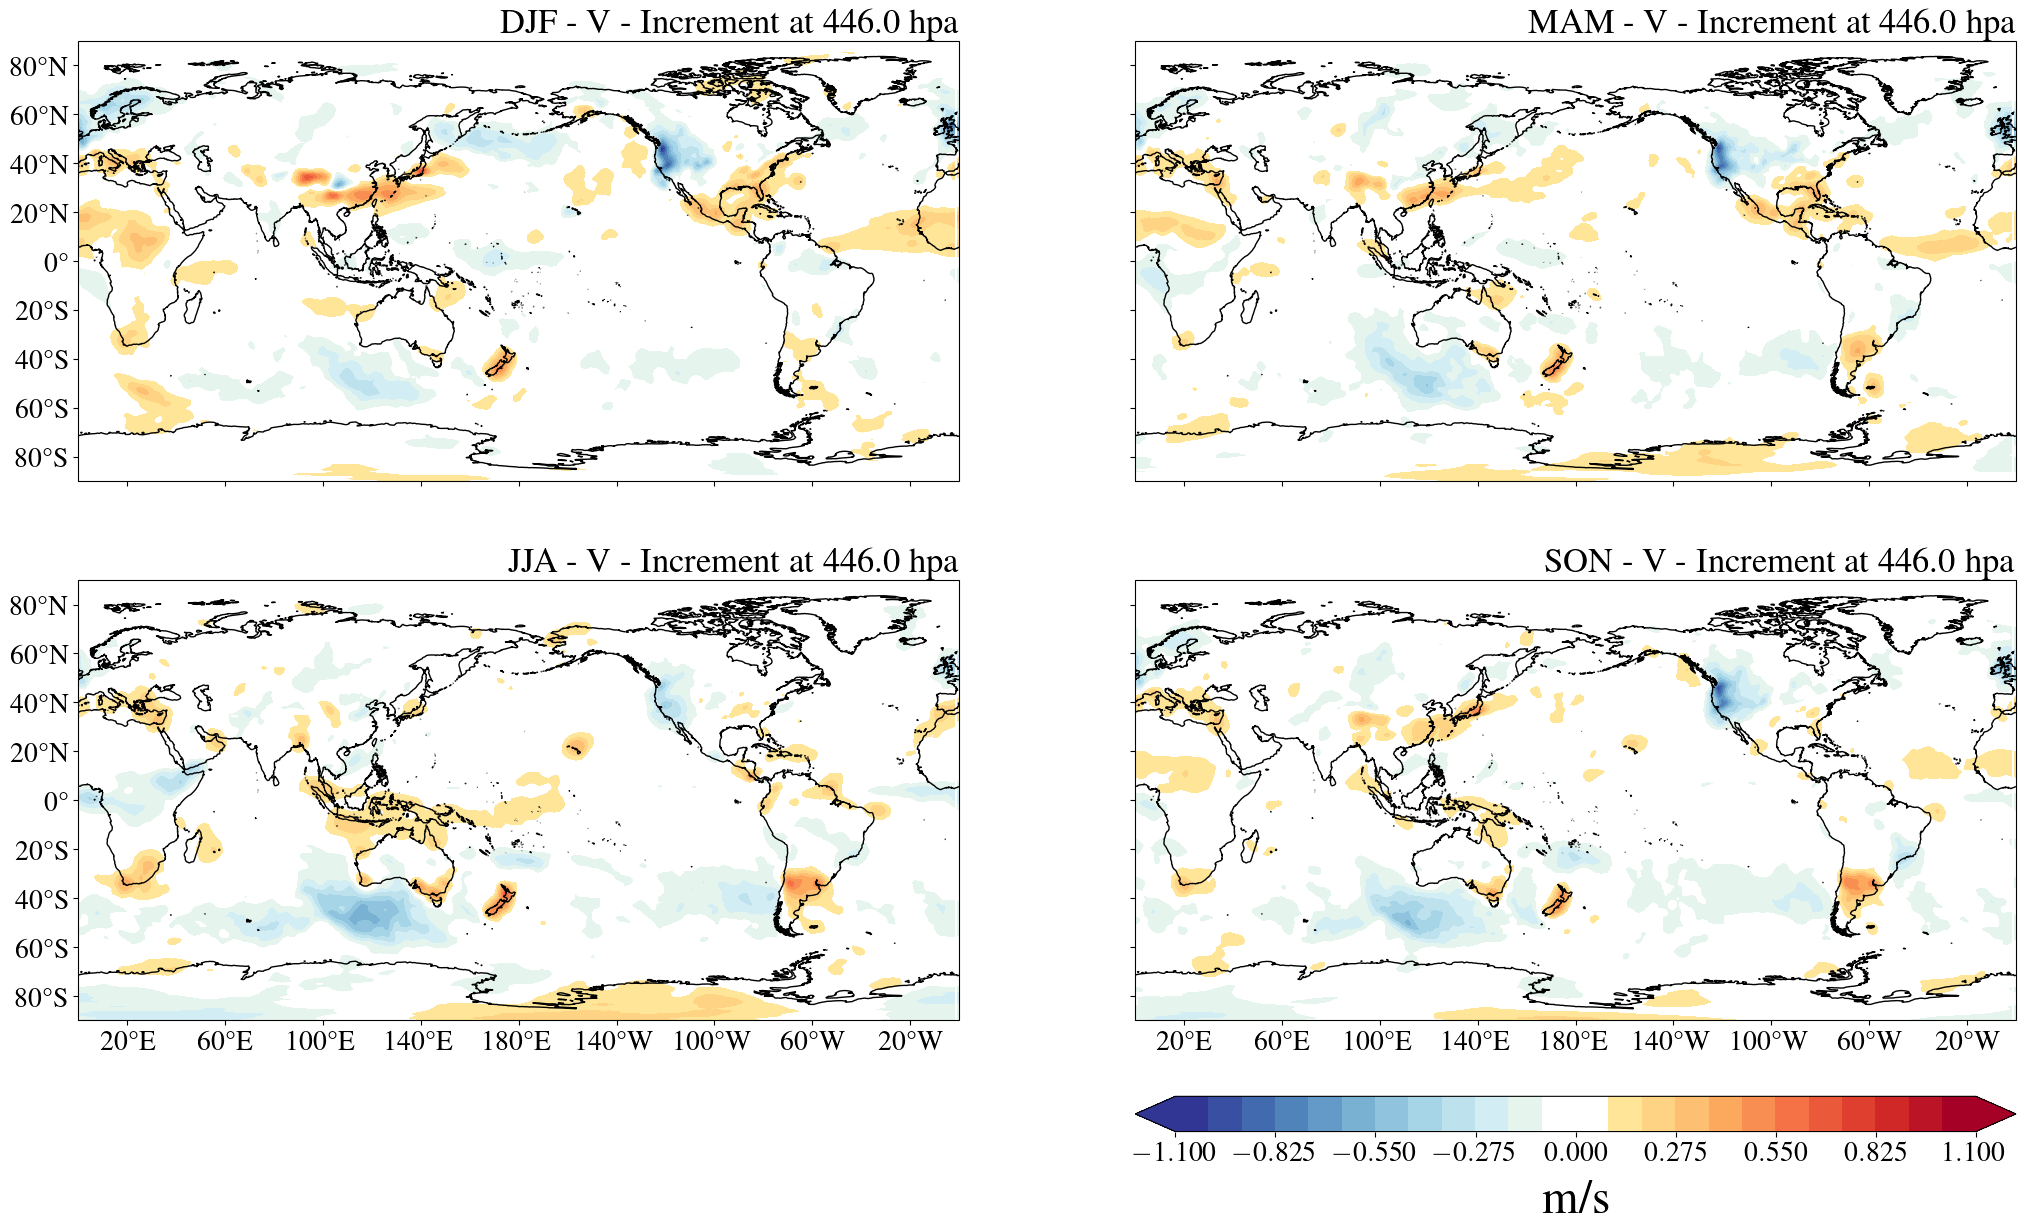 DJF - V - Increment at 446.0 hpa
MAM - V - Increment at 446.0 hpa
80°N
60°N
40°N
20°N
0°
20°S
40°S
60°S
80°S
JJA - V - Increment at 446.0 hpa
SON - V - Increment at 446.0 hpa
80°N
60°N
40°N
20°N
0°
20°S
40°S
60°S
80°S
20°E 60°E 100°E 140°E 180°E 140°W 100°W 60°W 20°W
20°E 60°E 100°E 140°E 180°E 140°W 100°W 60°W 20°W
−1.100 −0.825 −0.550 −0.275 0.000 0.275 0.550 0.825 1.100
m/s